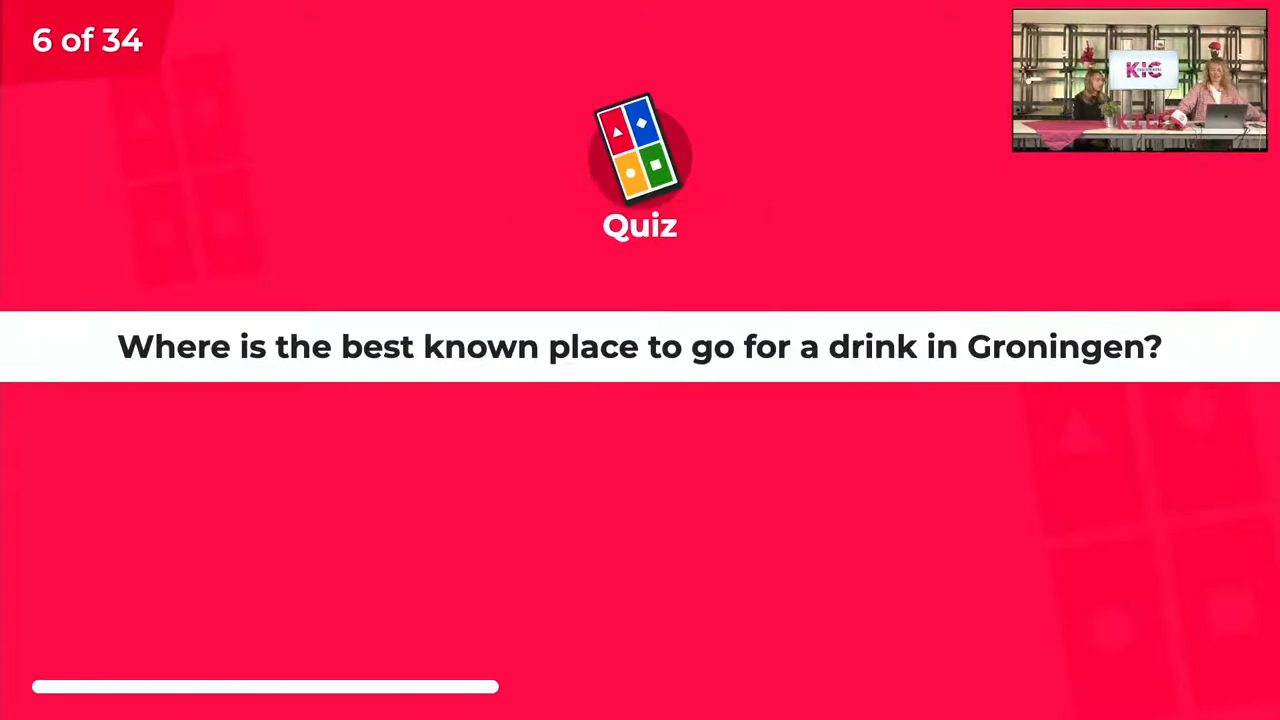 6 of 34
KIC
Quiz
Where is the best known place to go for a drink in Groningen?